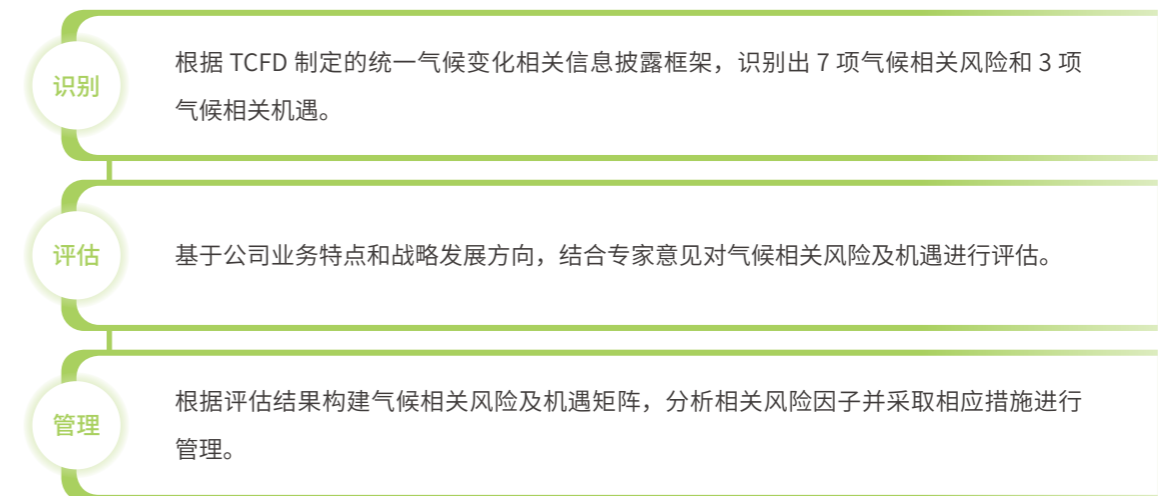 识别
根据 TCFD 制定的统一气候变化相关信息披露框架，识别出 7 项气候相关风险和 3 项
气候相关机遇。
评估
基于公司业务特点和战略发展方向，结合专家意见对气候相关风险及机遇进行评估。
管理
根据评估结果构建气候相关风险及机遇矩阵，分析相关风险因子并采取相应措施进行
管理。